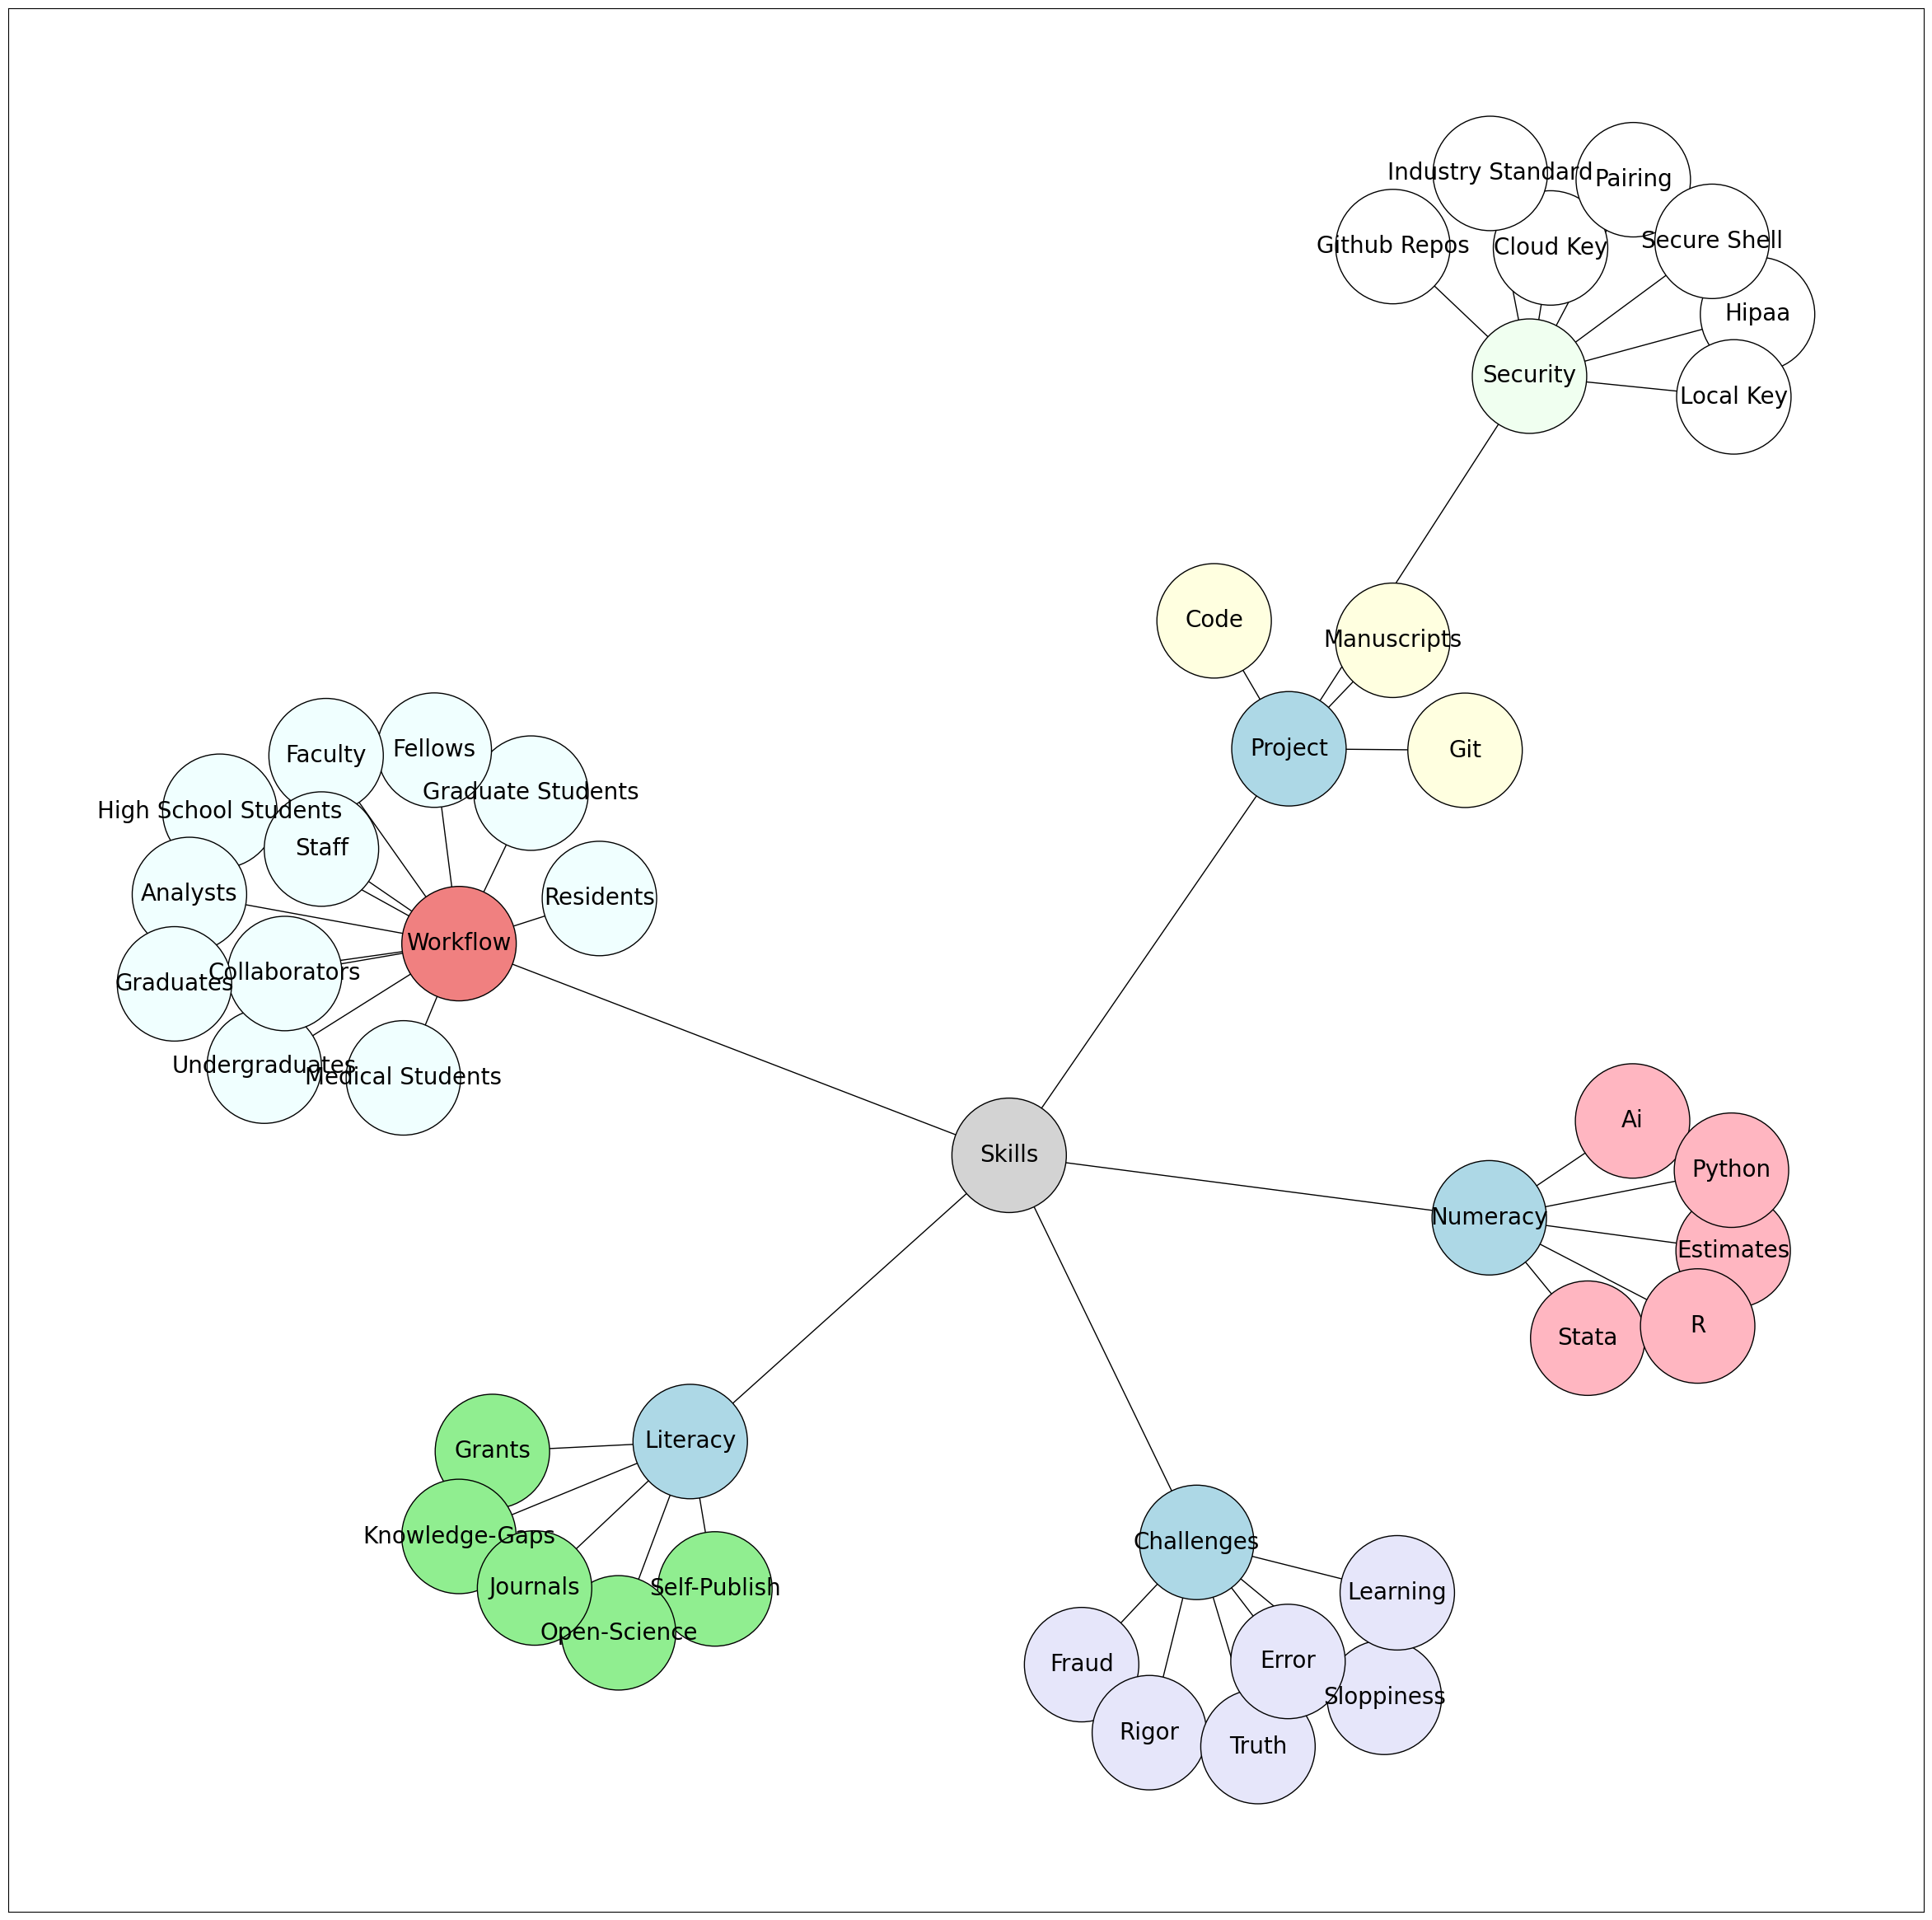 Industry Standard
Pairing
Github Repos
Cloud Key
Secure Shell
Hipaa
Security
Local Key
Code
Manuscripts
Project
Git
Faculty
Fellows
Graduate Students
High School Students
Staff
Analysts
Residents
Workflow
Collaborators
Graduates
Undergraduates
Medical Students
Skills
Ai
Python
Numeracy
Estimates
Stata
R
Literacy
Grants
Knowledge-Gaps
Journals
Self-Publish
Open-Science
Challenges
Learning
Fraud
Error
Sloppiness
Rigor
Truth